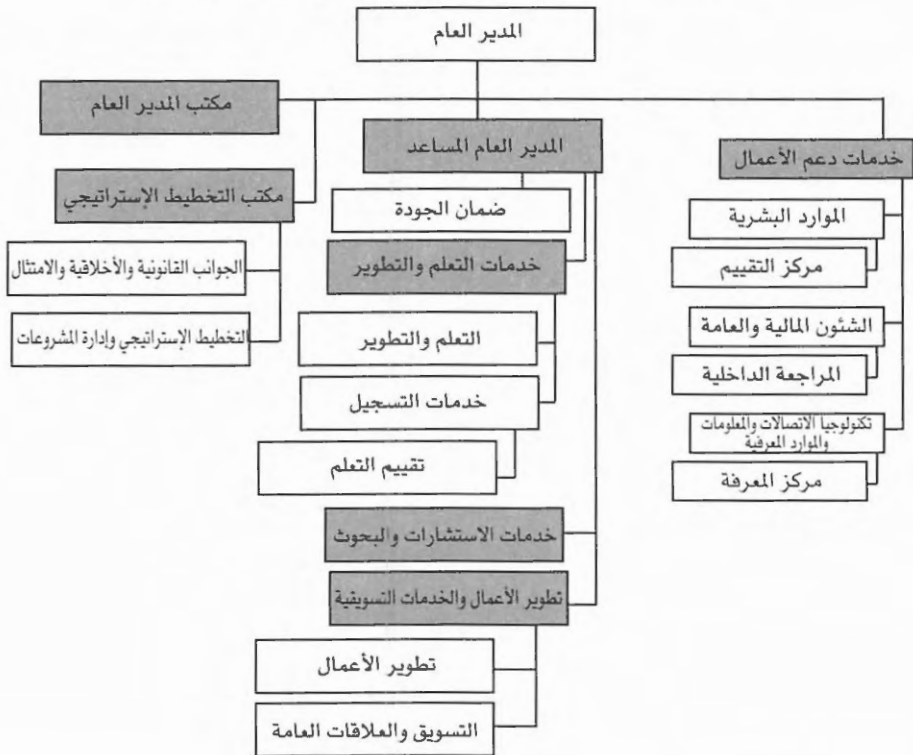 المدير العام
مكتب المدير العام
المدير العام المساعد
خدمات دعم الأعمال
مكتب التخطيط الإستراتيجي
ضمان الجودة
الموارد البشرية
الجوانب القانونية والأخلاقية والامتثال
خدمات التعلم والتطوير
مركز التقييم
التخطيط الإستراتيجي وإدارة المشروعات
التعلم والتطوير
الشئون المالية والعامة
خدمات التسجيل
المراجعة الداخلية
تقييم التعلم
تكنولوجيا الاتصالات والمعلومات
والموارد المعرفية
مركز المعرفة
خدمات الاستشارات والبحوث
تطوير الأعمال والخدمات التسويقية
تطوير الأعمال
التسويق والعلاقات العامة